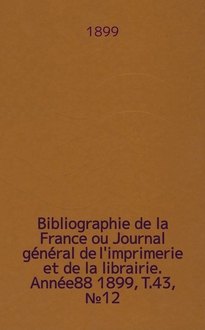 1899
Bibliographie de la
France ou Journal
général de l'imprimerie
et de la librairie.
Année88 1899, T.43,
№12